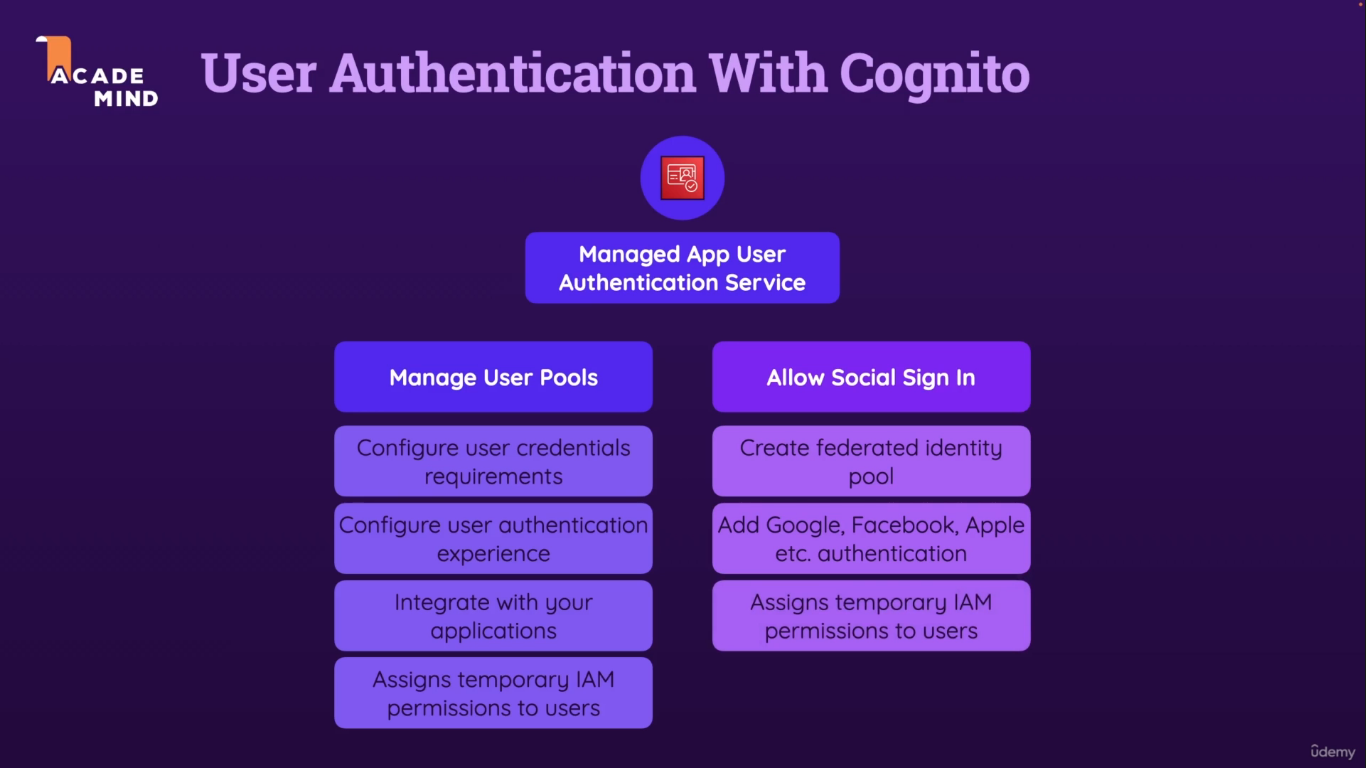 ACADE
MIND
User Authentication With Cognito
Managed App User
Authentication Service
Manage User Pools
Configure user credentials
requirements
Configure user authentication
experience
Integrate with your
applications
Assigns temporary IAM
permissions to users
Allow Social Sign In
Create federated identity
pool
Add Google, Facebook, Apple
etc. authentication
Assigns temporary IAM
permissions to users
ûdemy